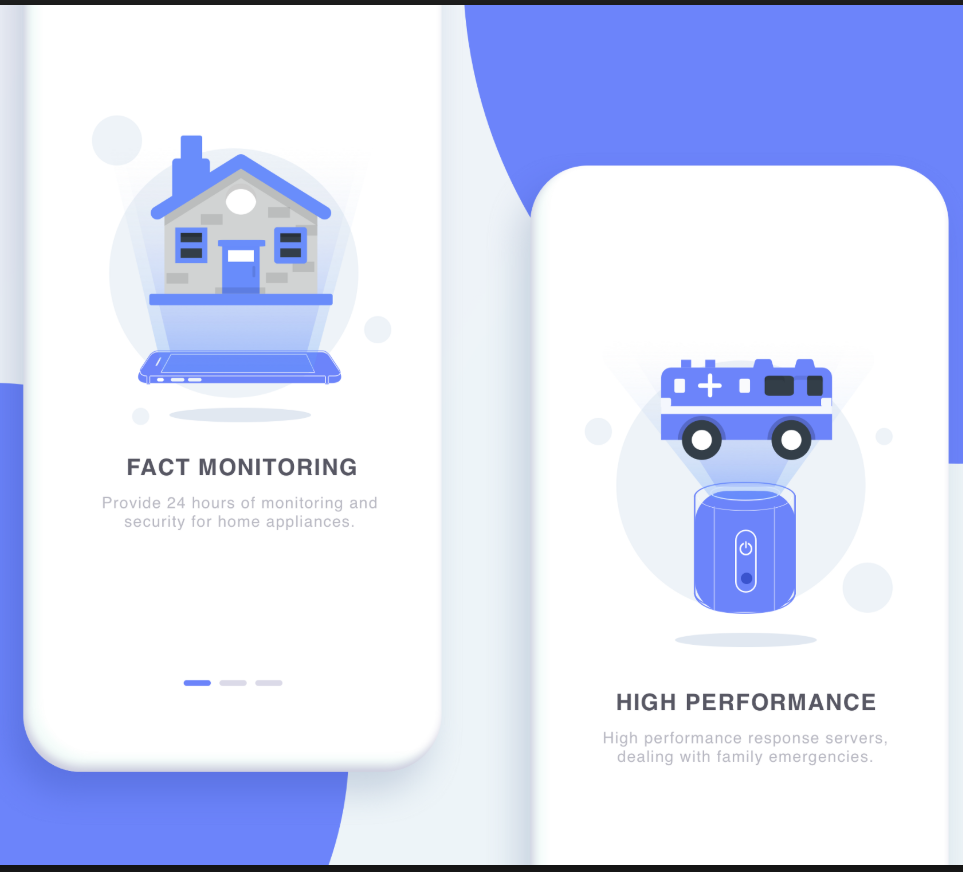 FACT MONITORING
Provide 24 hours of monitoring and
security for home appliances.
HIGH PERFORMANCE
High performance response servers,
dealing with family emergencies.